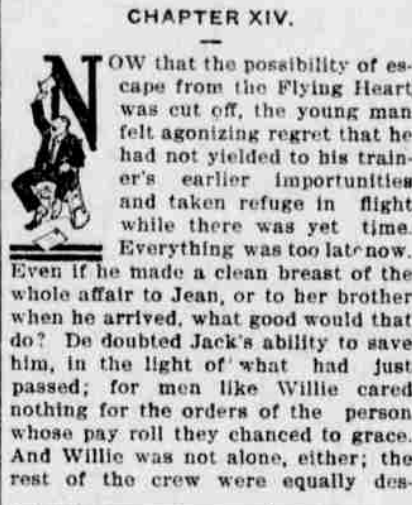 CHAPTER XIV.
NOW that the possibility of es-
cape from the Flying Heart
was cut off, the young man
felt agonizing regret that he
had not yielded to his train-
er's earlier importunities
and taken refuge in flight
while there was yet time.
Everything was too late now.
Even if he made a clean breast of the
whole affair to Jean, or to her brother
when he arrived, what good would that
do? De doubted Jack's ability to save
him, in the light of what had just
passed; for men like Willie cared
nothing for the orders of the person
whose pay roll they chanced to grace.
And Willie was not alone, either; the
rest of the crew were equally des-